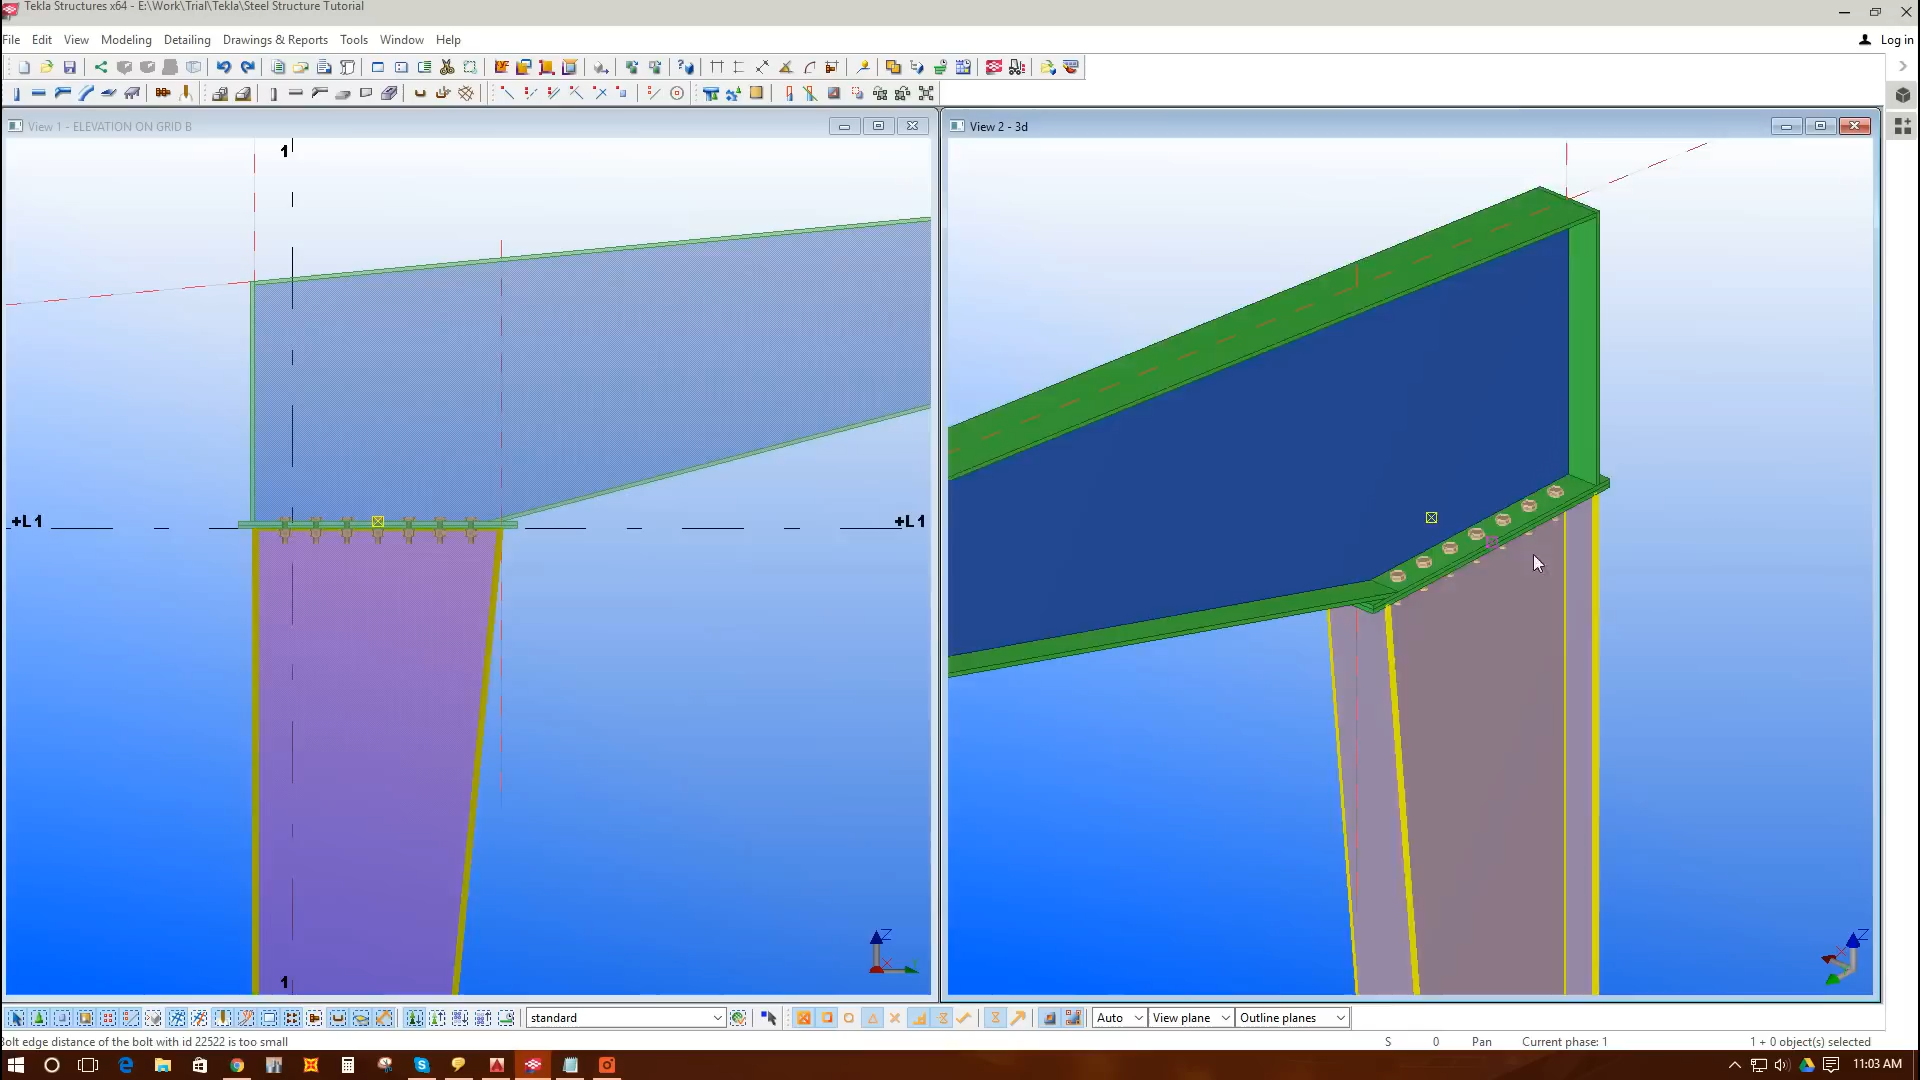 Tekla Structures x64 - E:\Work\Trial\Tekla\Steel Structure Tutorial
File Edit View Modeling Detailing Drawings & Reports Tools Window Help
Log in
View 1 - ELEVATION ON GRID B
View 2 - 3d
1
+L1 +L1
Z
X
Z
X
1
standard
Auto View plane Outline planes
Bolt edge distance of the bolt with id 22522 is too small
S 0 Pan Current phase: 1 1 + 0 object(s) selected
11:03 AM